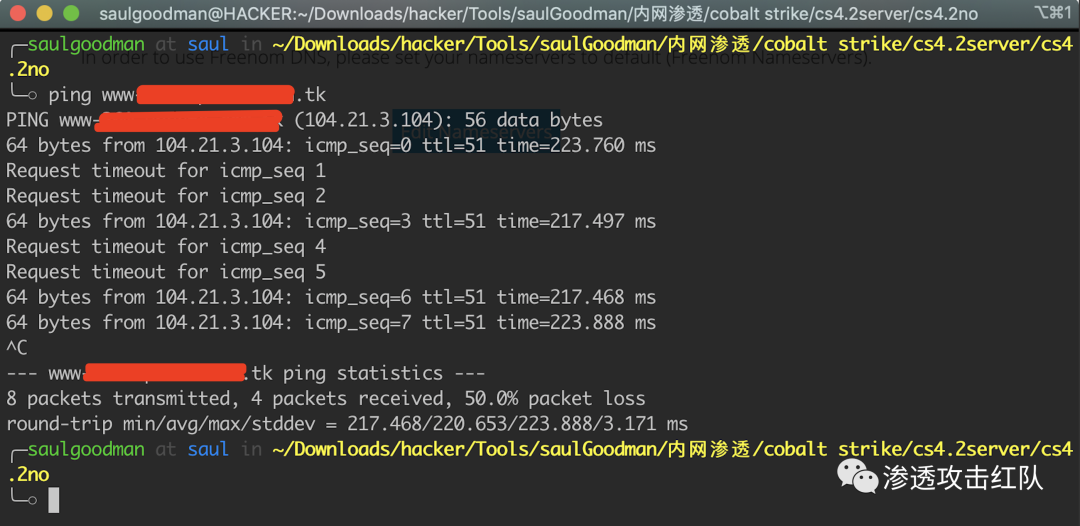 saulgoodman@HACKER:~/Downloads/hacker/Tools/saulGoodman/内网渗透/cobalt strike/cs4.2server/cs4.2no ⌥⌘1
╭─saulgoodman at saul in ~/Downloads/hacker/Tools/saulGoodman/内网渗透/cobalt strike/cs4.2server/cs4
.2no
In order to use Freenom DNS, please set your nameservers to default (Freenom Nameservers).
╰─○ ping www-.tk
PING www- (104.21.3.104): 56 data bytes
Edit Nameservers
64 bytes from 104.21.3.104: icmp_seq=0 ttl=51 time=223.760 ms
Request timeout for icmp_seq 1
Request timeout for icmp_seq 2
64 bytes from 104.21.3.104: icmp_seq=3 ttl=51 time=217.497 ms
Request timeout for icmp_seq 4
Request timeout for icmp_seq 5
64 bytes from 104.21.3.104: icmp_seq=6 ttl=51 time=217.468 ms
64 bytes from 104.21.3.104: icmp_seq=7 ttl=51 time=223.888 ms
^C
--- www-.tk ping statistics ---
8 packets transmitted, 4 packets received, 50.0% packet loss
round-trip min/avg/max/stddev = 217.468/220.653/223.888/3.171 ms
╭─saulgoodman at saul in ~/Downloads/hacker/Tools/saulGoodman/内网渗透/cobalt strike/cs4.2server/cs4
.2no
╰─○
渗透攻击红队